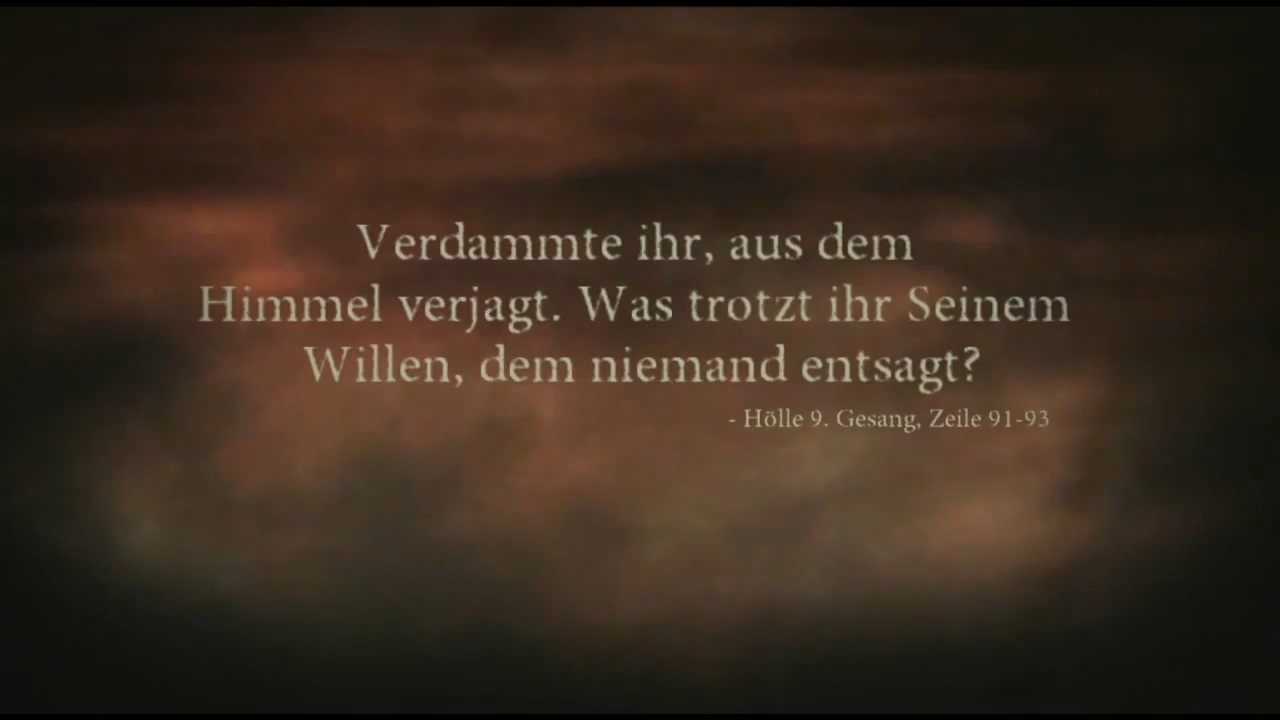 Verdammte ihr, aus dem
Himmel verjagt. Was trotzt ihr Seinem
Willen, dem niemand entsagt?
- Hölle 9. Gesang, Zeile 91-93